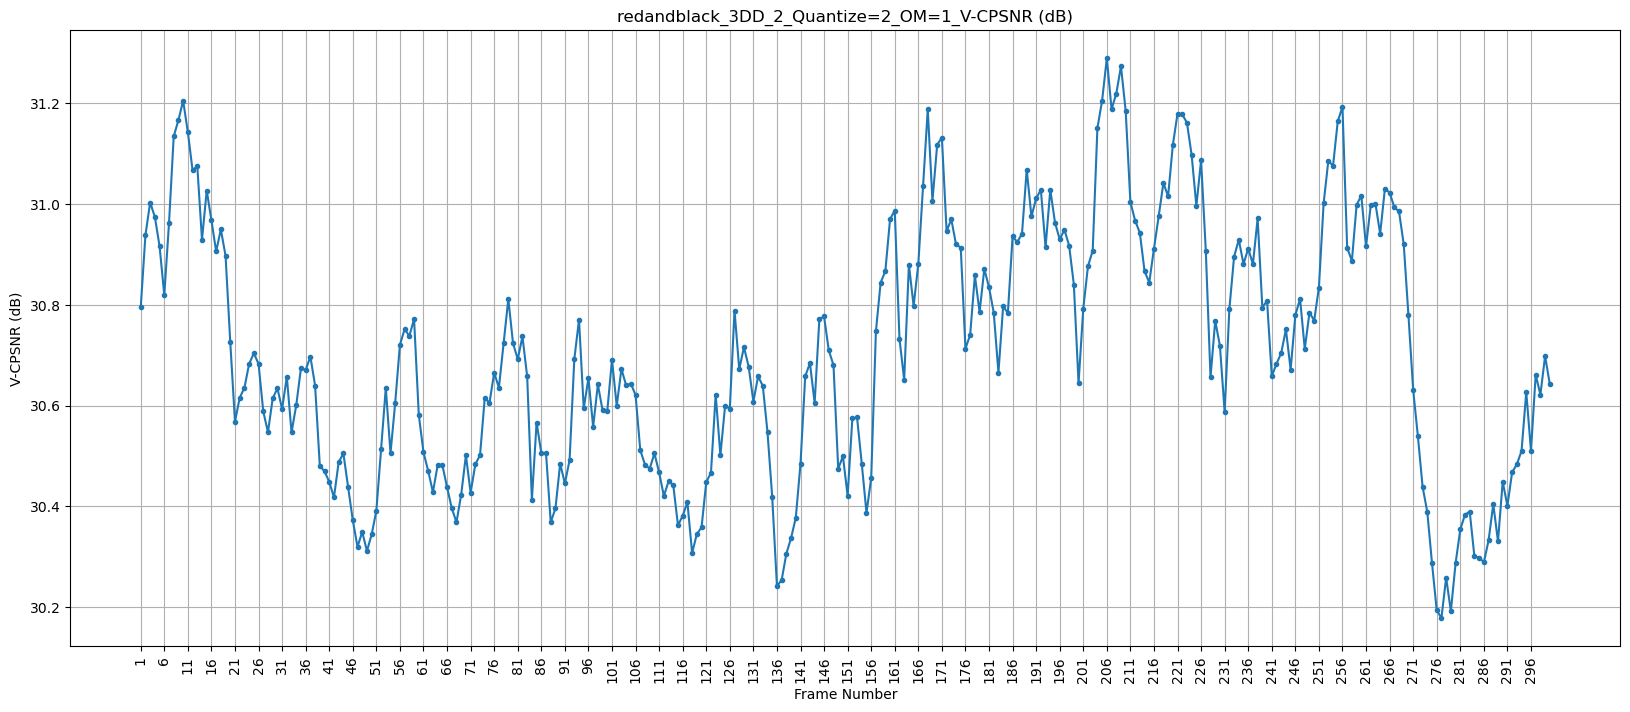 redandblack_3DD_2_Quantize=2_OM=1_V-CPSNR (dB)
V-CPSNR (dB)
31.2
31.0
30.8
30.6
30.4
30.2
1 6 11 16 21 26 31 36 41 46 51 56 61 66 71 76 81 86 91 96 101 106 111 116 121 126 131 136 141 146 151 156 161 166 171 176 181 186 191 196 201 206 211 216 221 226 231 236 241 246 251 256 261 266 271 276 281 286 291 296
Frame Number